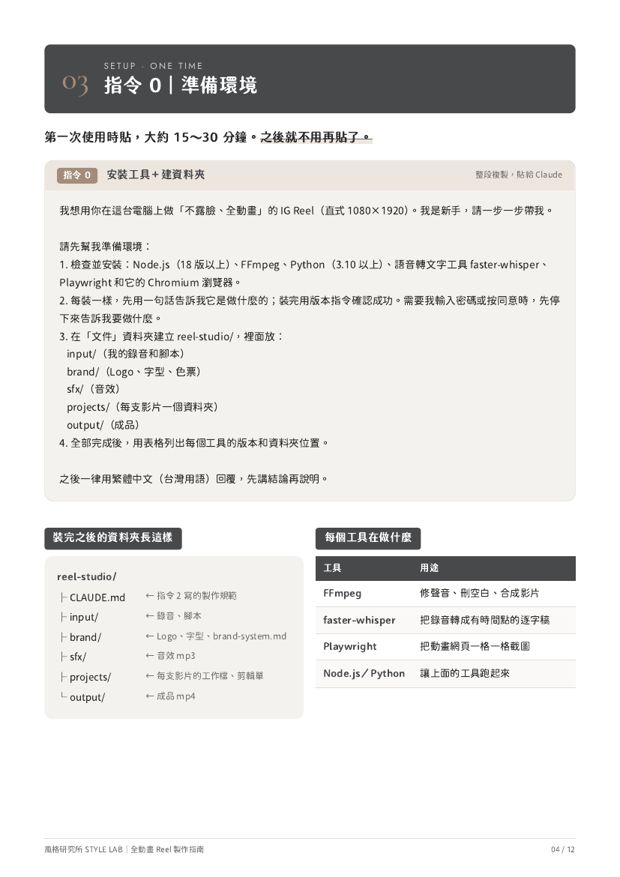 SETUP · ONE TIME
03 指令 0｜準備環境
第一次使用時貼，大約 15～30 分鐘。之後就不用再貼了。
指令 0 安裝工具＋建資料夾 整段複製，貼給 Claude
我想用你在這台電腦上做「不露臉、全動畫」的 IG Reel（直式 1080×1920）。我是新手，請一步一步帶我。
請先幫我準備環境：
1. 檢查並安裝：Node.js（18 版以上）、FFmpeg、Python（3.10 以上）、語音轉文字工具 faster-whisper、
Playwright 和它的 Chromium 瀏覽器。
2. 每裝一樣，先用一句話告訴我它是做什麼的；裝完用版本指令確認成功。需要我輸入密碼或按同意時，先停
下來告訴我要做什麼。
3. 在「文件」資料夾建立 reel-studio/，裡面放：
input/（我的錄音和腳本）
brand/（Logo、字型、色票）
sfx/（音效）
projects/（每支影片一個資料夾）
output/（成品）
4. 全部完成後，用表格列出每個工具的版本和資料夾位置。
之後一律用繁體中文（台灣用語）回覆，先講結論再說明。
裝完之後的資料夾長這樣
reel-studio/
├ CLAUDE.md ← 指令 2 寫的製作規範
├ input/ ← 錄音、腳本
├ brand/ ← Logo、字型、brand-system.md
├ sfx/ ← 音效 mp3
├ projects/ ← 每支影片的工作檔、剪輯單
└ output/ ← 成品 mp4
每個工具在做什麼
工具 用途
FFmpeg 修聲音、刪空白、合成影片
faster-whisper 把錄音轉成有時間點的逐字稿
Playwright 把動畫網頁一格一格截圖
Node.js／Python 讓上面的工具跑起來
風格研究所 STYLE LAB｜全動畫 Reel 製作指南 04 / 12